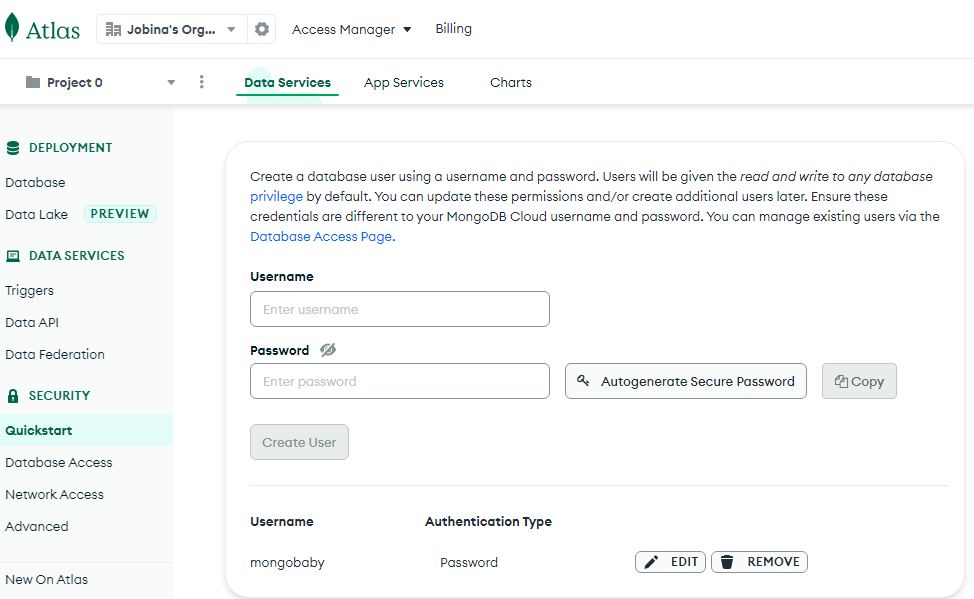 Atlas
Jobina's Org...
Access Manager
Billing
Project 0
Data Services
App Services
Charts
DEPLOYMENT
Database
Data Lake PREVIEW
DATA SERVICES
Triggers
Data API
Data Federation
SECURITY
Quickstart
Database Access
Network Access
Advanced
New On Atlas
Create a database user using a username and password. Users will be given the read and write to any database
privilege by default. You can update these permissions and/or create additional users later. Ensure these
credentials are different to your MongoDB Cloud username and password. You can manage existing users via the
Database Access Page.
Username
Enter username
Password
Enter password
Autogenerate Secure Password
Copy
Create User
Username Authentication Type
mongobaby Password EDIT REMOVE